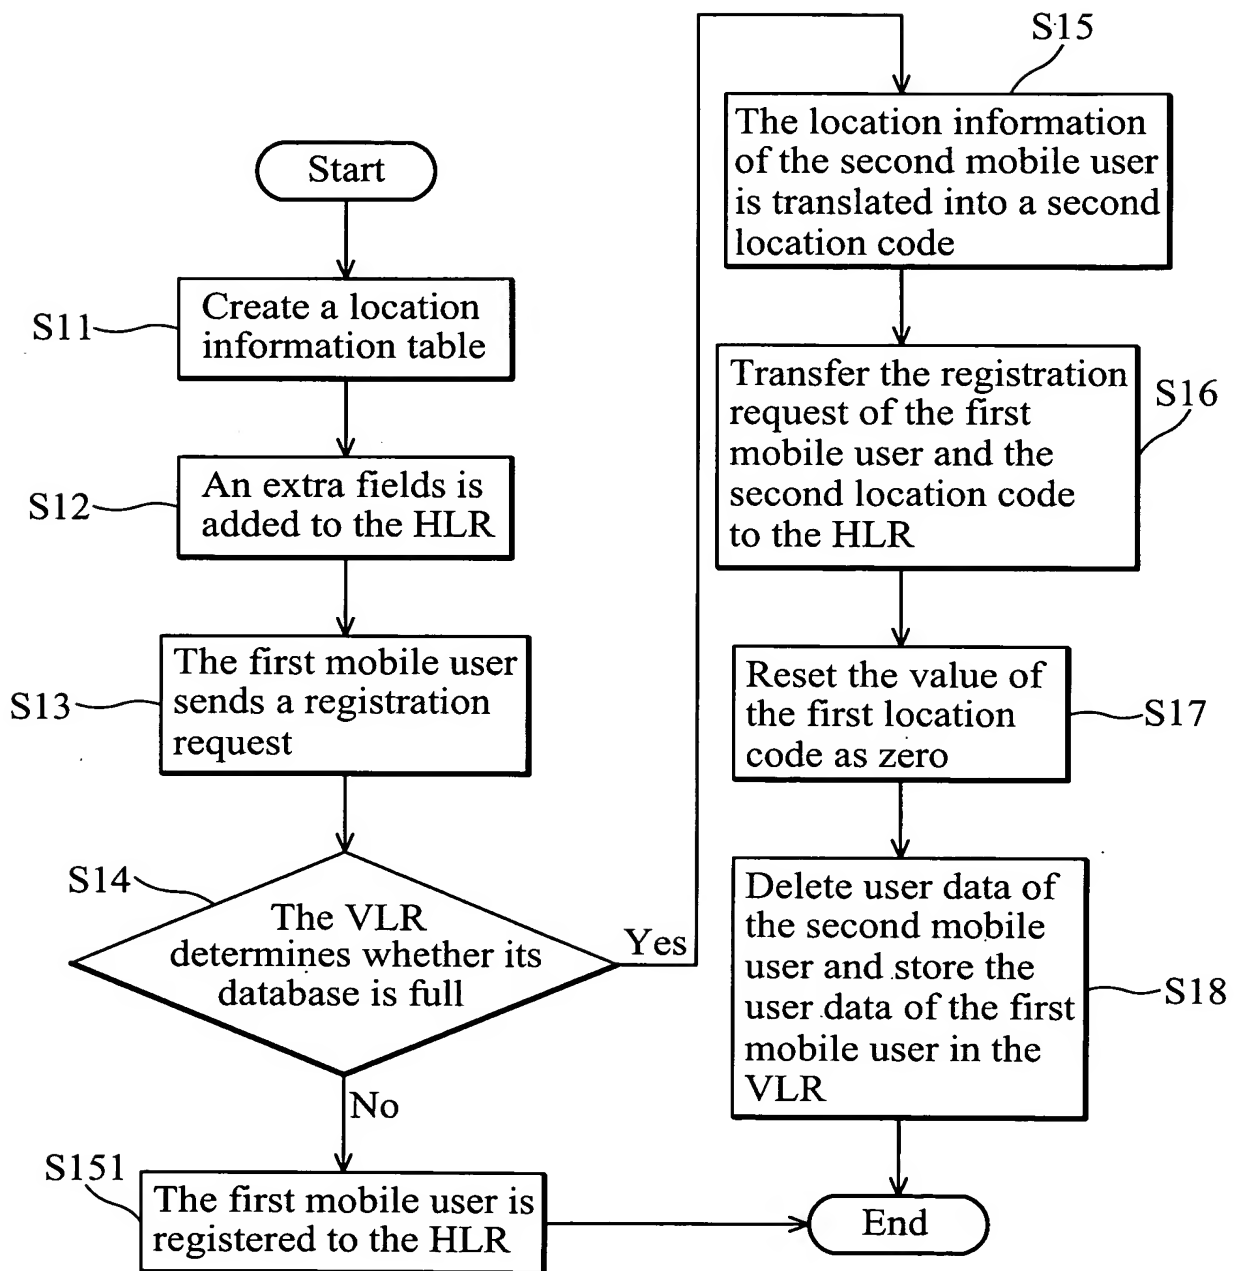 Start
S11
Create a location
information table
S12
An extra fields is
added to the HLR
S13
The first mobile user
sends a registration
request
S14
The VLR
determines whether its
database is full
Yes
No
S151
The first mobile user is
registered to the HLR
S15
The location information
of the second mobile user
is translated into a second
location code
S16
Transfer the registration
request of the first
mobile user and the
second location code
to the HLR
S17
Reset the value of
the first location
code as zero
S18
Delete user data of
the second mobile
user and store the
user data of the first
mobile user in the
VLR
End